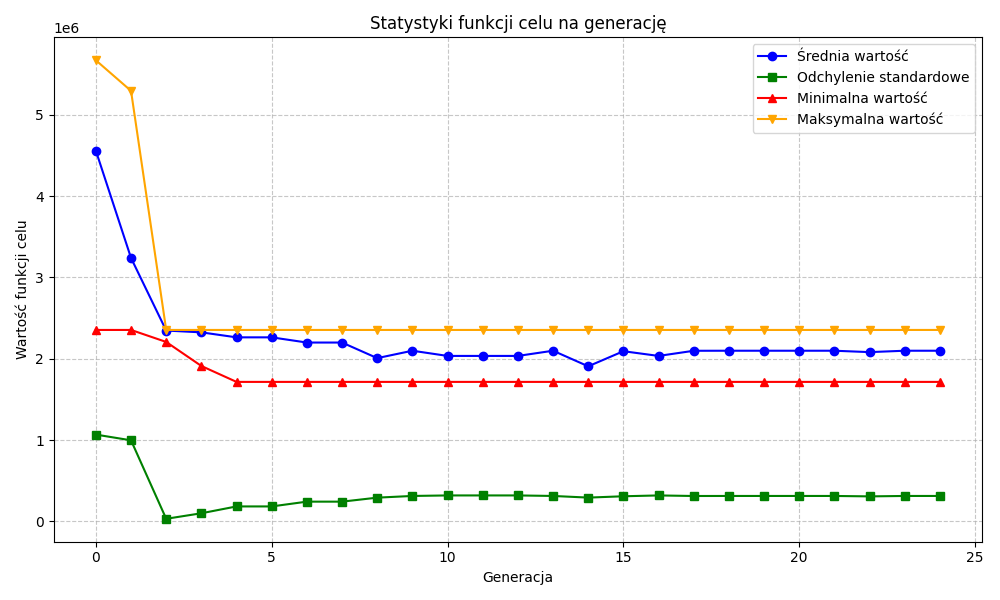 Statystyki funkcji celu na generację
1e6
Średnia wartość
Odchylenie standardowe
Minimalna wartość
Maksymalna wartość
Wartość funkcji celu
5
4
3
2
1
0
0 5 10 15 20 25
Generacja